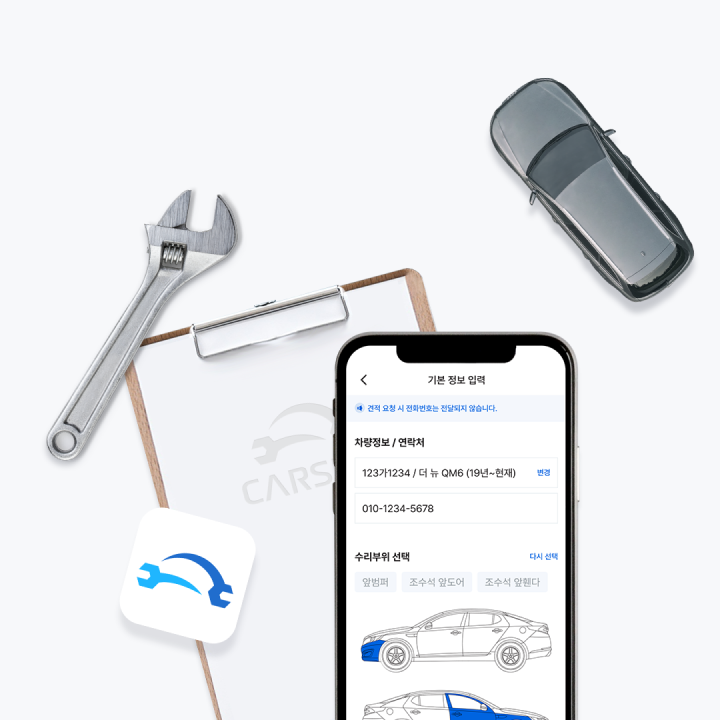 기본 정보 입력
견적 요청 시 전화번호는 전달되지 않습니다.
차량정보 / 연락처
123가1234 / 더 뉴 QM6 (19년~현재)
변경
010-1234-5678
수리부위 선택
다시 선택
앞범퍼
조수석 앞도어
조수석 앞휀다
CARS